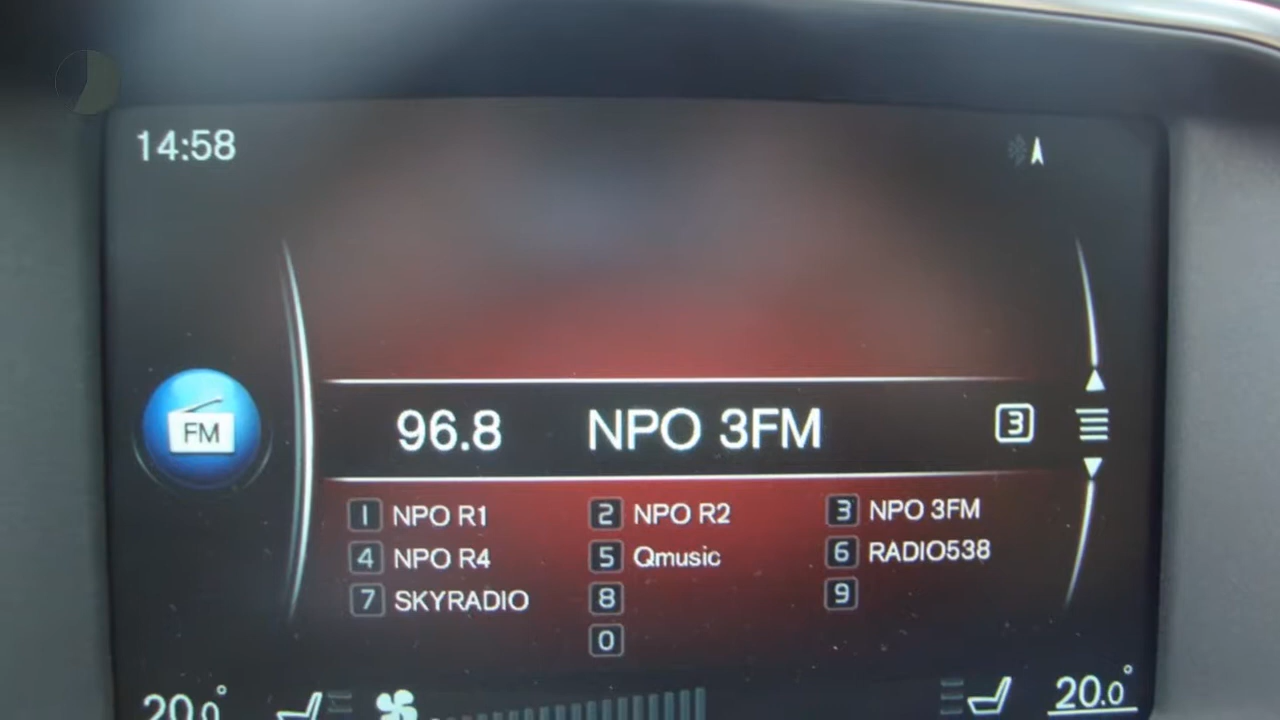 14:58
FM
96.8 NPO 3FM 3
1 NPO R1 2 NPO R2 3 NPO 3FM
4 NPO R4 5 Qmusic 6 RADIO538
7 SKYRADIO 8 9
0
20.0° 20.0°